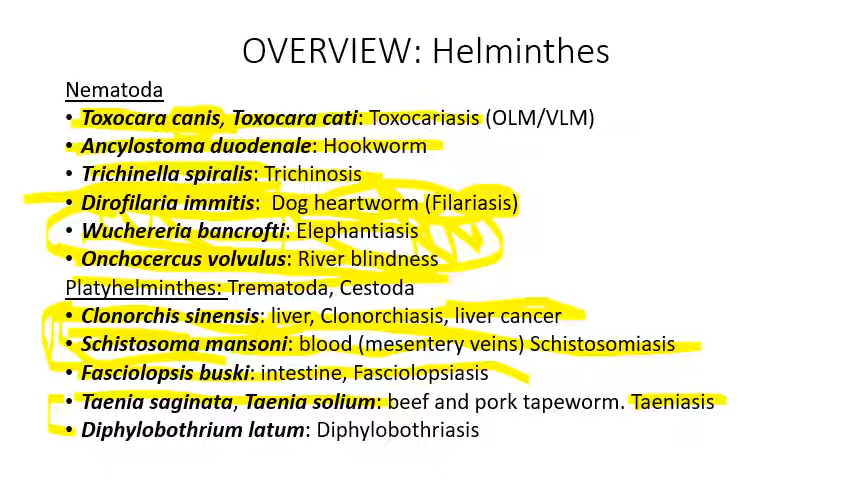 OVERVIEW: Helminthes
Nematoda
• Toxocara canis, Toxocara cati: Toxocariasis (OLM/VLM)
• Ancylostoma duodenale: Hookworm
• Trichinella spiralis: Trichinosis
• Dirofilaria immitis: Dog heartworm (Filariasis)
• Wuchereria bancrofti: Elephantiasis
• Onchocercus volvulus: River blindness
Platyhelminthes: Trematoda, Cestoda
• Clonorchis sinensis: liver, Clonorchiasis, liver cancer
• Schistosoma mansoni: blood (mesentery veins) Schistosomiasis
• Fasciolopsis buski: intestine, Fasciolopsiasis
• Taenia saginata, Taenia solium: beef and pork tapeworm. Taeniasis
• Diphylobothrium latum: Diphylobothriasis